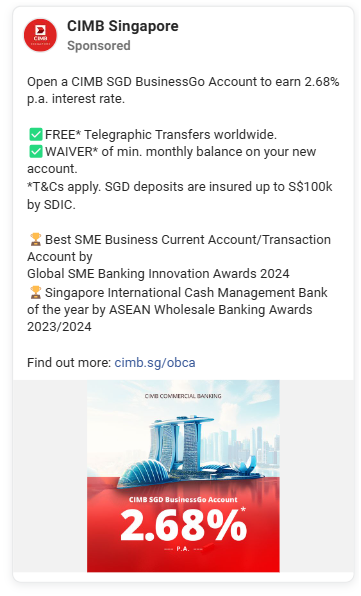 CIMB
CIMB Singapore
Sponsored
Open a CIMB SGD BusinessGo Account to earn 2.68%
p.a. interest rate.
✅FREE* Telegraphic Transfers worldwide.
✅WAIVER* of min. monthly balance on your new
account.
*T&Cs apply. SGD deposits are insured up to S$100k
by SDIC.
🏆Best SME Business Current Account/Transaction
Account by
Global SME Banking Innovation Awards 2024
🏆Singapore International Cash Management Bank
of the year by ASEAN Wholesale Banking Awards
2023/2024
Find out more: cimb.sg/obca
CIMB COMMERCIAL BANKING
CIMB SGD BusinessGo Account
2.68%*
P.A.